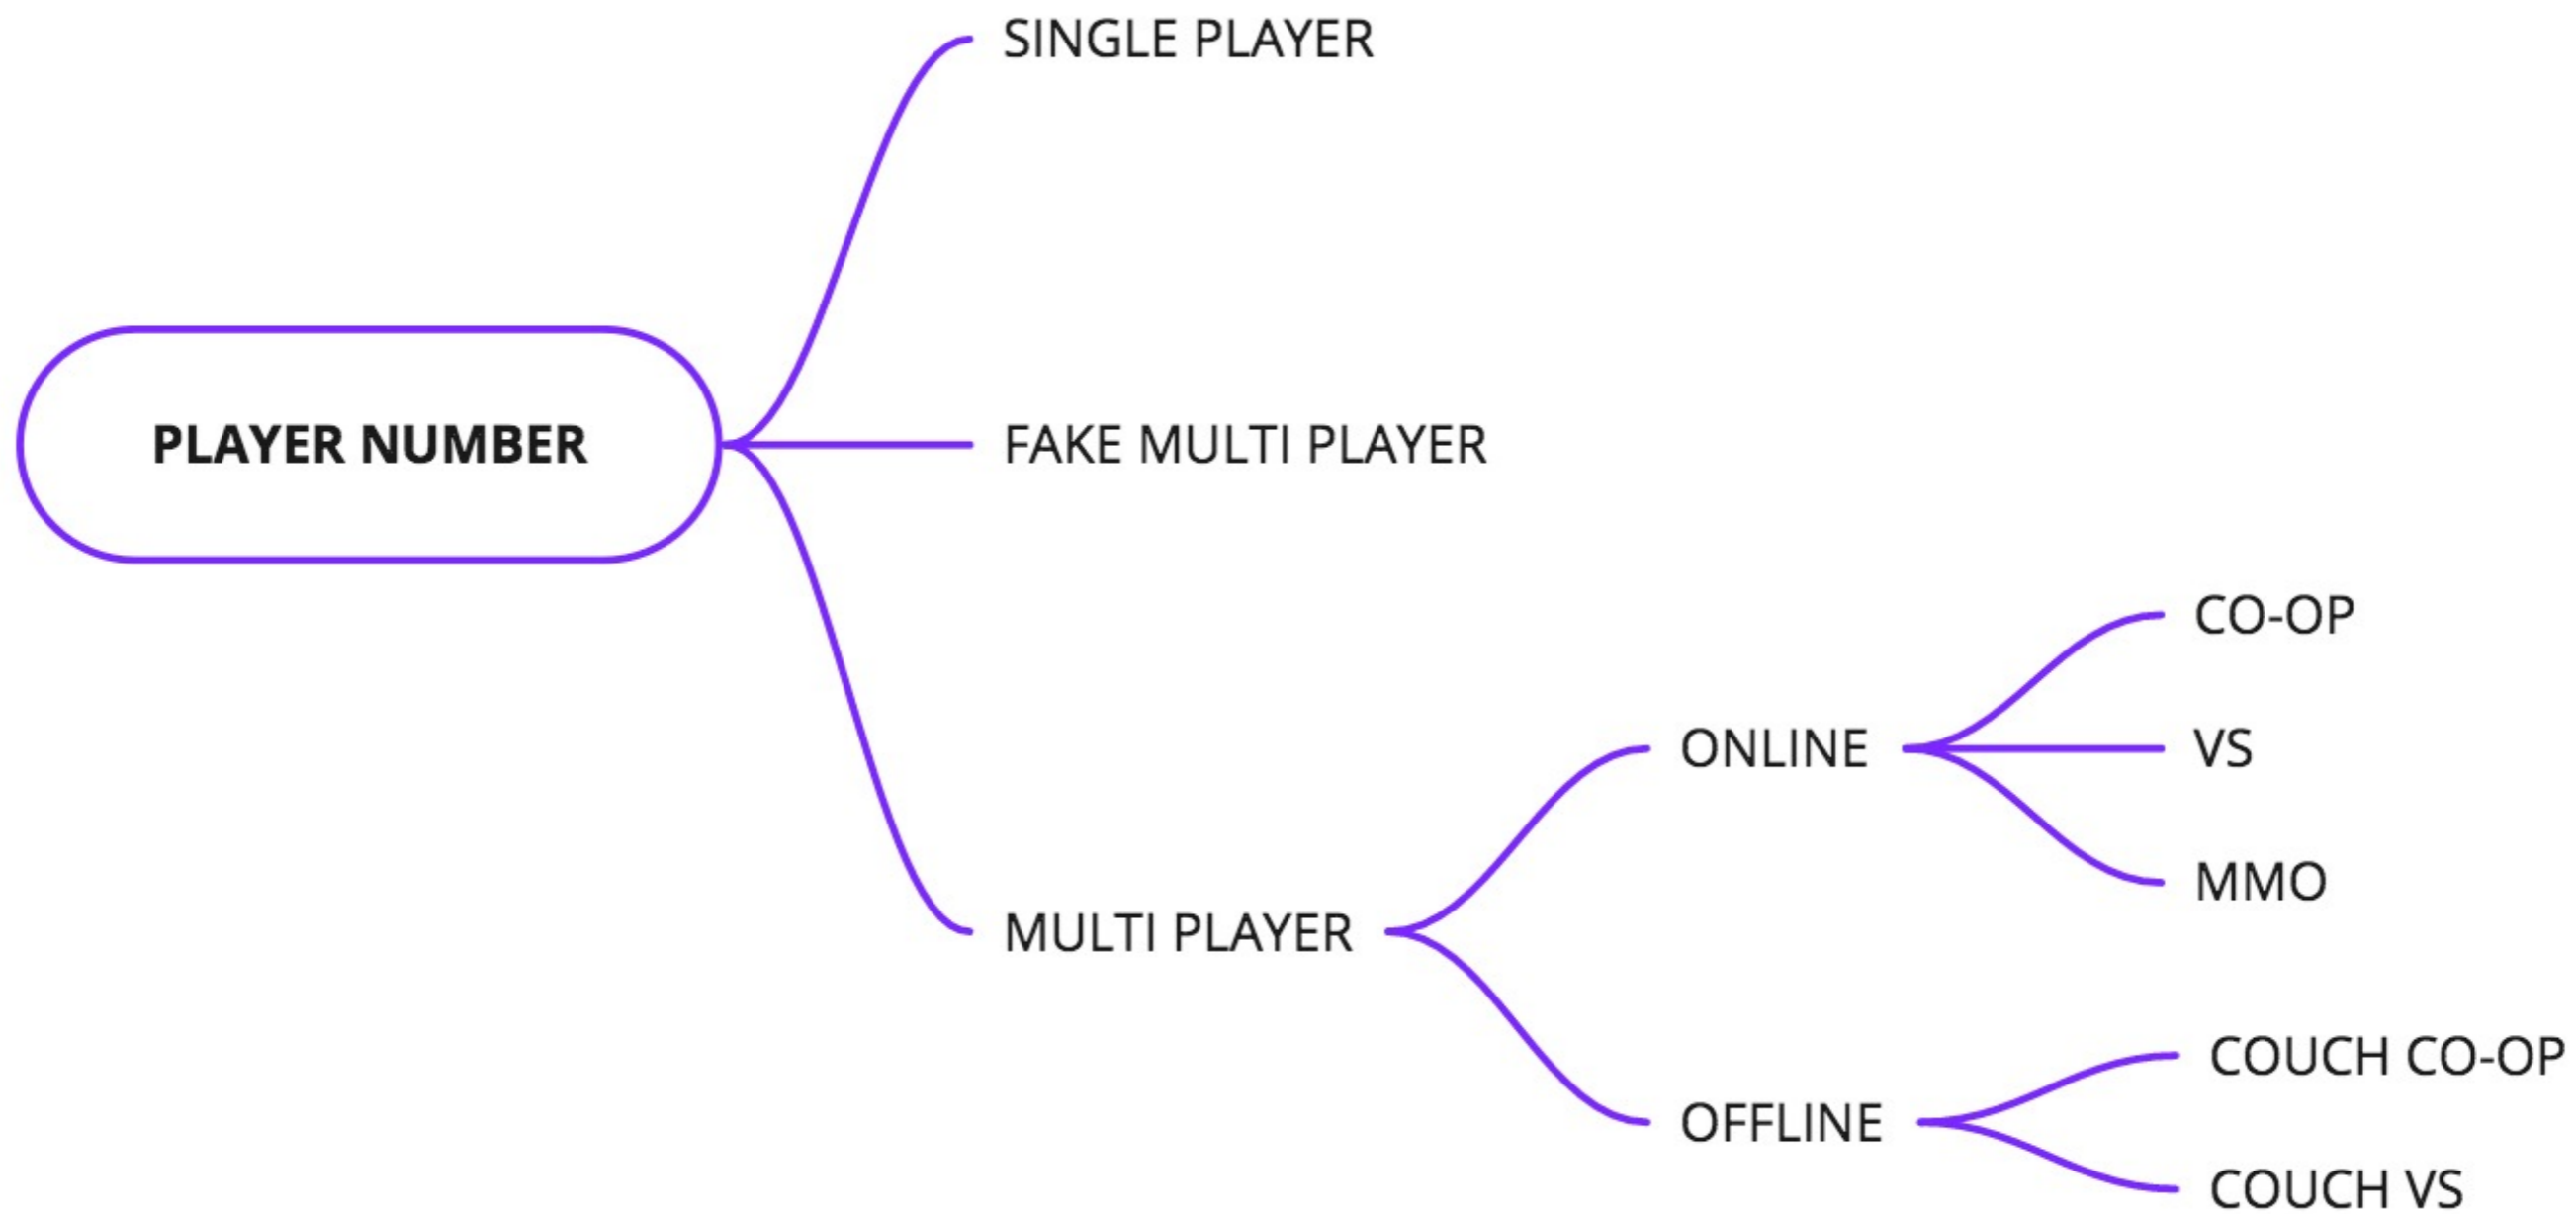 PLAYER NUMBER
SINGLE PLAYER
FAKE MULTI PLAYER
MULTI PLAYER
ONLINE
CO-OP
VS
MMO
OFFLINE
COUCH CO-OP
COUCH VS